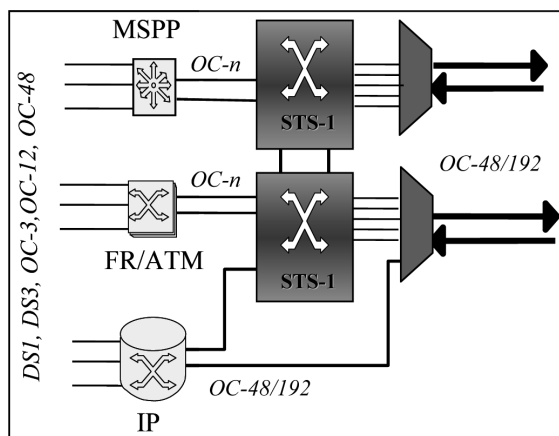 MSPP
OC-n
STS-1
DS1, DS3, OC-3,OC-12, OC-48
OC-n
OC-48/192
FR/ATM
STS-1
OC-48/192
IP